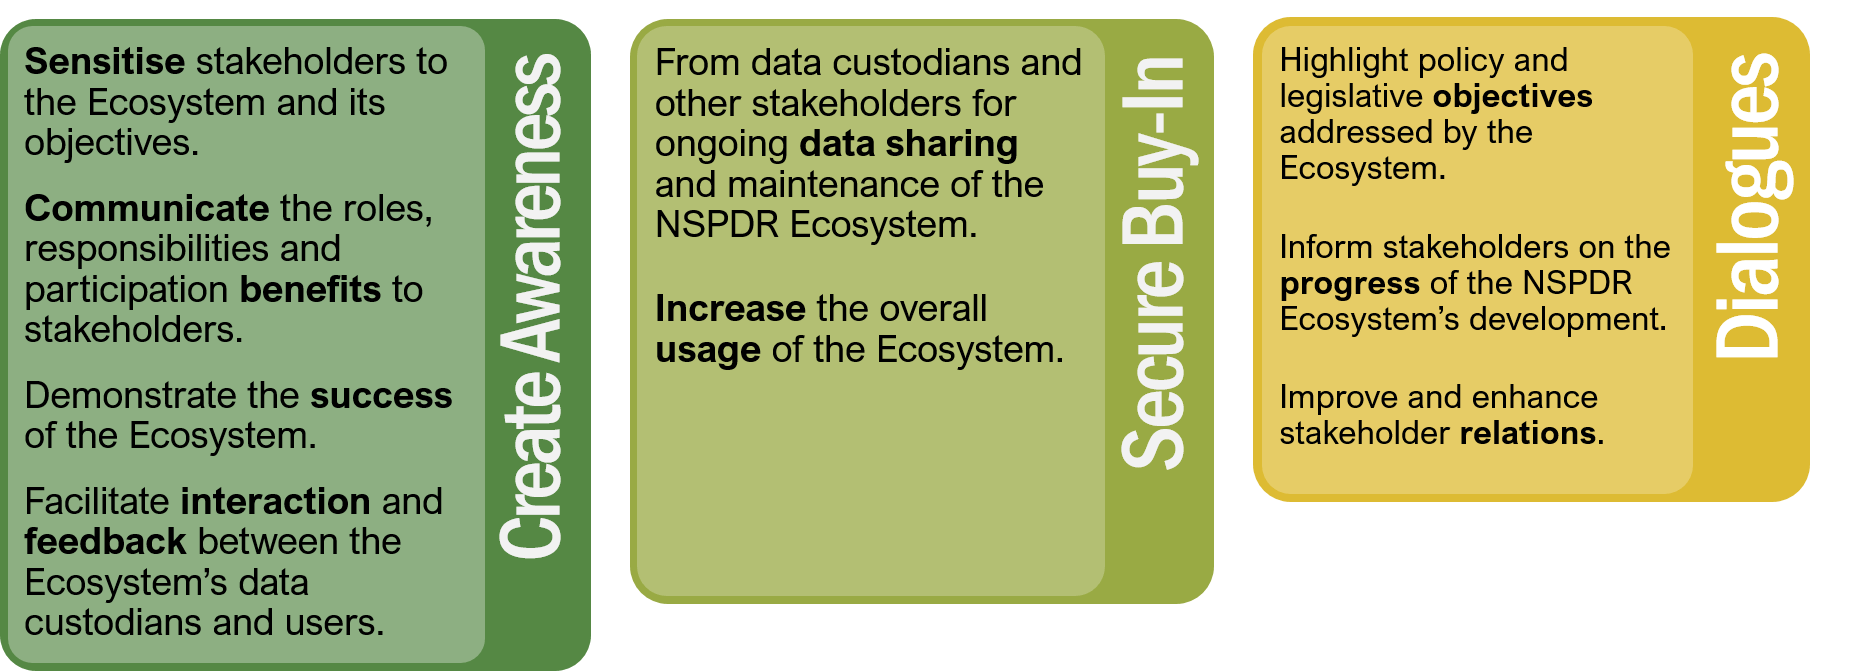 Sensitise stakeholders to
the Ecosystem and its
objectives.
Communicate the roles,
responsibilities and
participation benefits to
stakeholders.
Demonstrate the success
of the Ecosystem.
Facilitate interaction and
feedback between the
Ecosystem’s data
custodians and users.
Create Awareness
From data custodians and
other stakeholders for
ongoing data sharing
and maintenance of the
NSPDR Ecosystem.
Increase the overall
usage of the Ecosystem.
Secure Buy-In
Highlight policy and
legislative objectives
addressed by the
Ecosystem.
Inform stakeholders on the
progress of the NSPDR
Ecosystem’s development.
Improve and enhance
stakeholder relations.
Dialogues